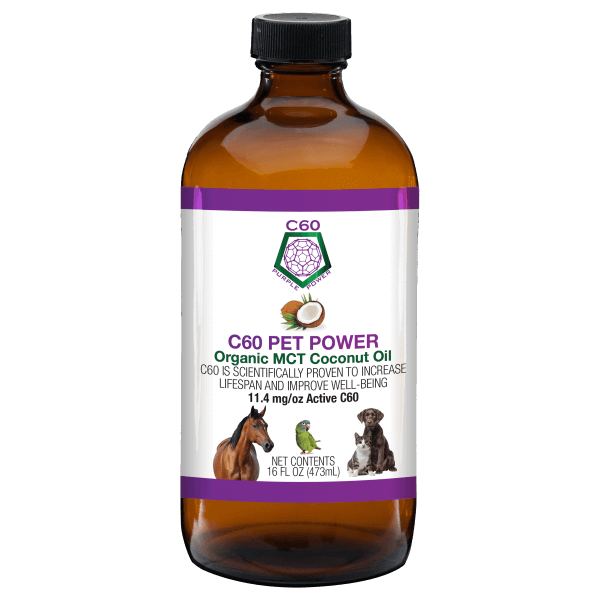 C60
PURPLE POWER
C60 PET POWER
Organic MCT Coconut Oil
C60 IS SCIENTIFICALLY PROVEN TO INCREASE
LIFESPAN AND IMPROVE WELL-BEING
11.4 mg/oz Active C60
NET CONTENTS
16 FL OZ (473mL)